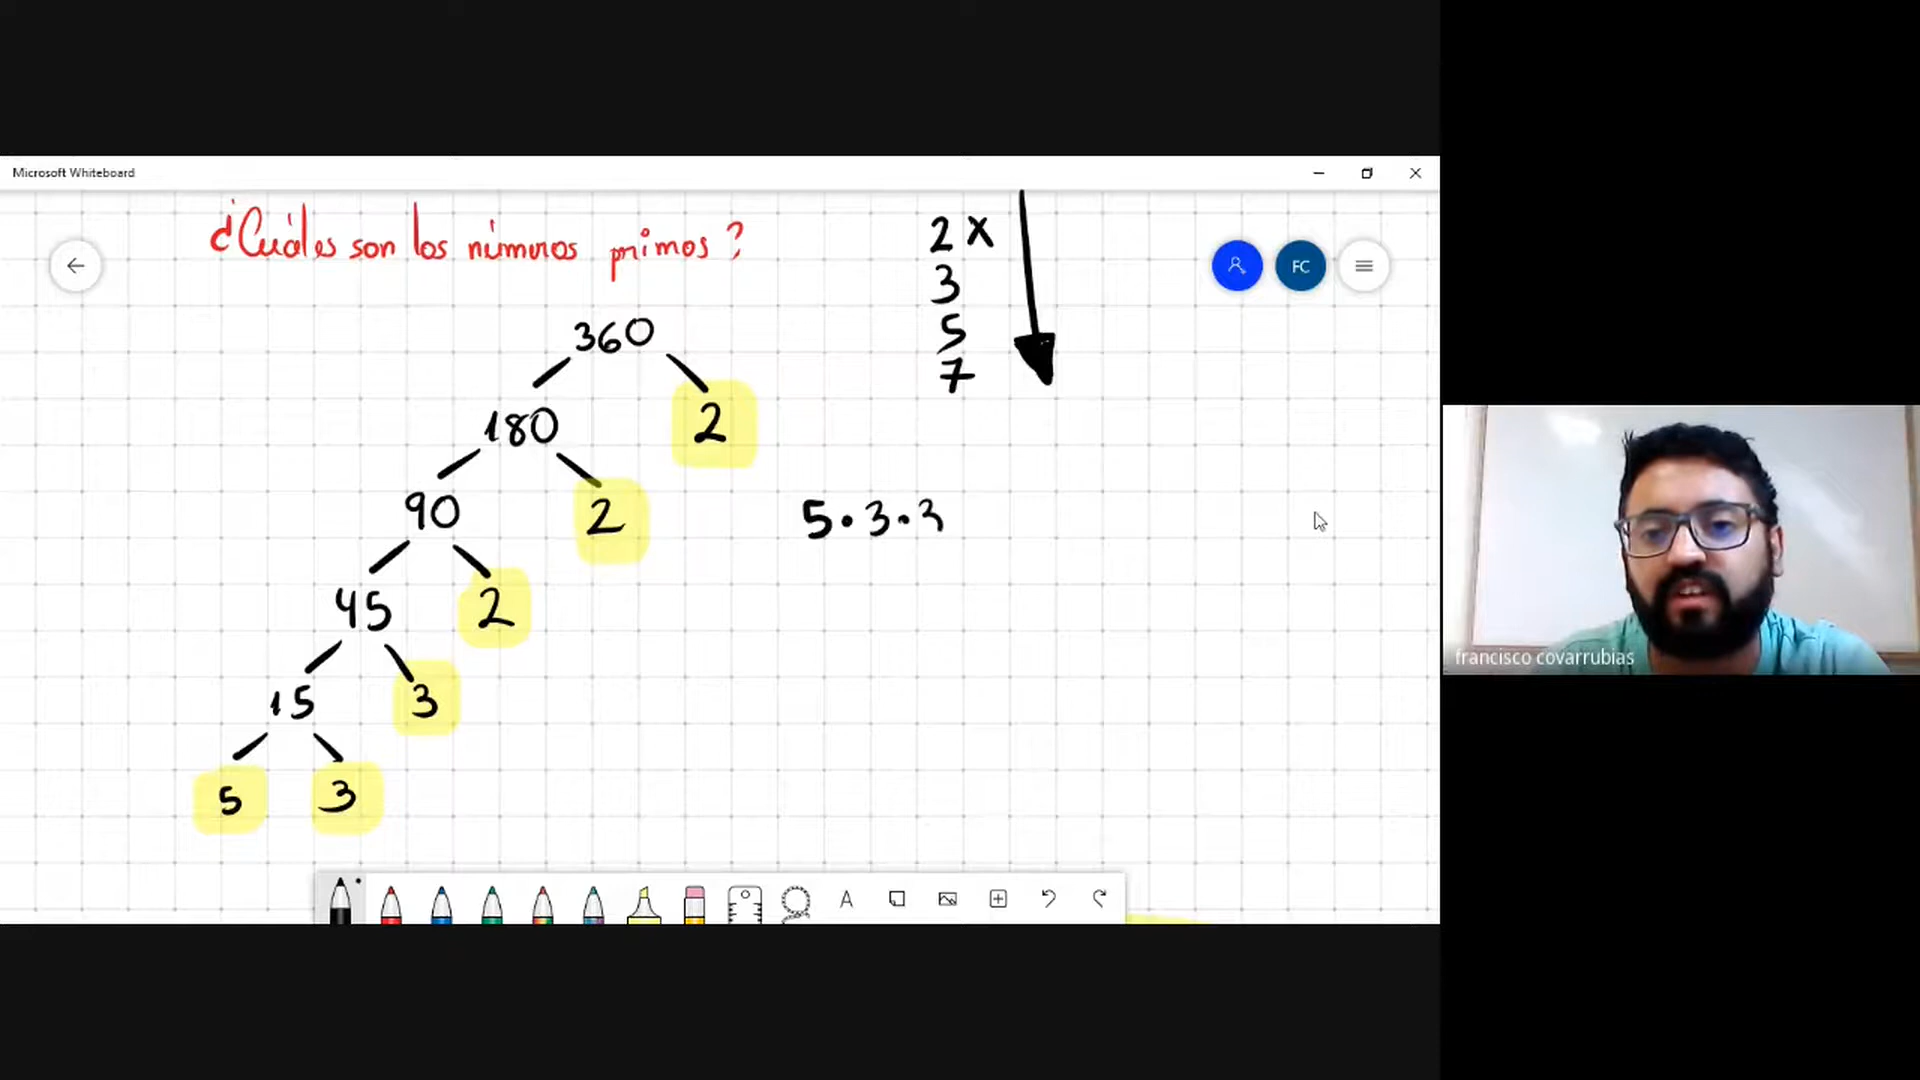 Microsoft Whiteboard
¿Cuáles son los números primos?
2 x
3
5
7
FC
360
180 2
90 2
5 · 3 · 3
45 2
15 3
5 3
francisco covarrubias
A